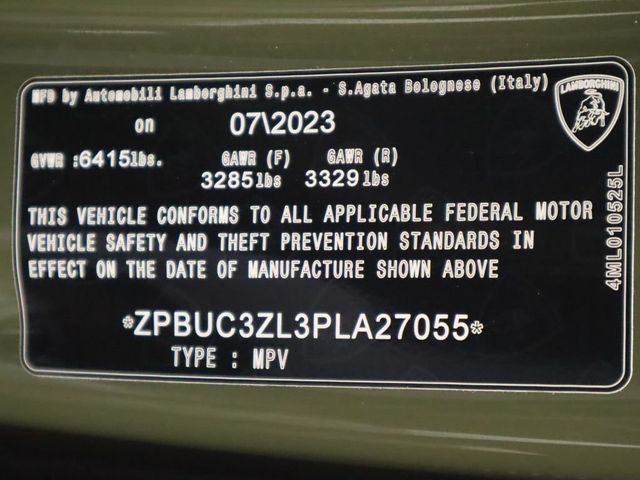 MFD by Automobili Lamborghini S.p.a. - S.Agata Bolognese (Italy)
LAMBORGHINI
on 07\2023
GVWR :6415lbs. GAWR (F) GAWR (R)
3285lbs 3329lbs
THIS VEHICLE CONFORMS TO ALL APPLICABLE FEDERAL MOTOR
VEHICLE SAFETY AND THEFT PREVENTION STANDARDS IN
EFFECT ON THE DATE OF MANUFACTURE SHOWN ABOVE
*ZPBUC3ZL3PLA27055*
TYPE : MPV
4ML010525L